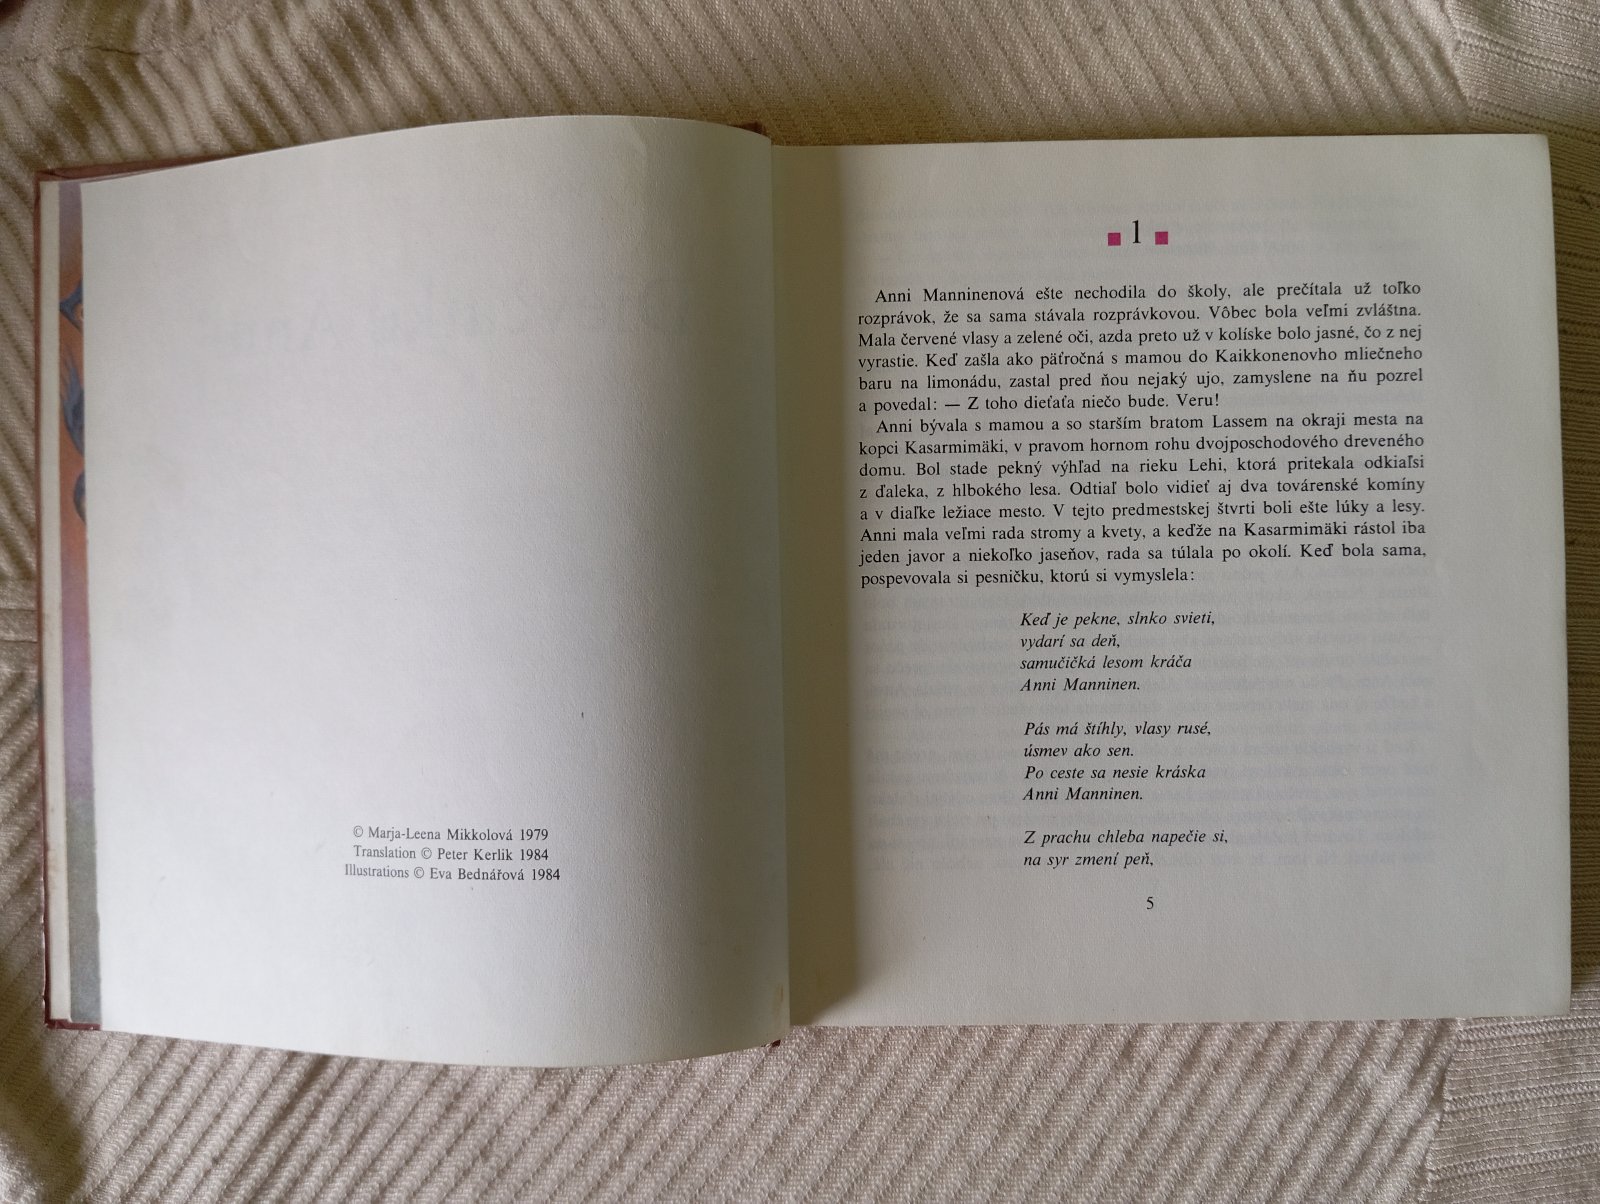 © Marja-Leena Mikkolová 1979
Translation © Peter Kerlik 1984
Illustrations © Eva Bednářová 1984
1
Anni Manninenová ešte nechodila do školy, ale prečítala už toľko
rozprávok, že sa sama stávala rozprávkovou. Vôbec bola veľmi zvláštna.
Mala červené vlasy a zelené oči, azda preto už v kolíske bolo jasné, čo z nej
vyrastie. Keď zašla ako päťročná s mamou do Kaikkonenovho mliečneho
baru na limonádu, zastal pred ňou nejaký ujo, zamyslene na ňu pozrel
a povedal: — Z toho dieťaťa niečo bude. Veru!
Anni bývala s mamou a so starším bratom Lassem na okraji mesta na
kopci Kasarmimäki, v pravom hornom rohu dvojposchodového dreveného
domu. Bol stade pekný výhľad na rieku Lehi, ktorá pritekala odkiaľsi
z ďaleka, z hlbokého lesa. Odtiaľ bolo vidieť aj dva továrenské komíny
a v diaľke ležiace mesto. V tejto predmestskej štvrti boli ešte lúky a lesy.
Anni mala veľmi rada stromy a kvety, a keďže na Kasarmimäki rástol iba
jeden javor a niekoľko jaseňov, rada sa túlala po okolí. Keď bola sama,
pospevovala si pesničku, ktorú si vymyslela:
Keď je pekne, slnko svieti,
vydarí sa deň,
samučičká lesom kráča
Anni Manninen.
Pás má štíhly, vlasy rusé,
úsmev ako sen.
Po ceste sa nesie kráska
Anni Manninen.
Z prachu chleba napečie si,
na syr zmení peň,
5